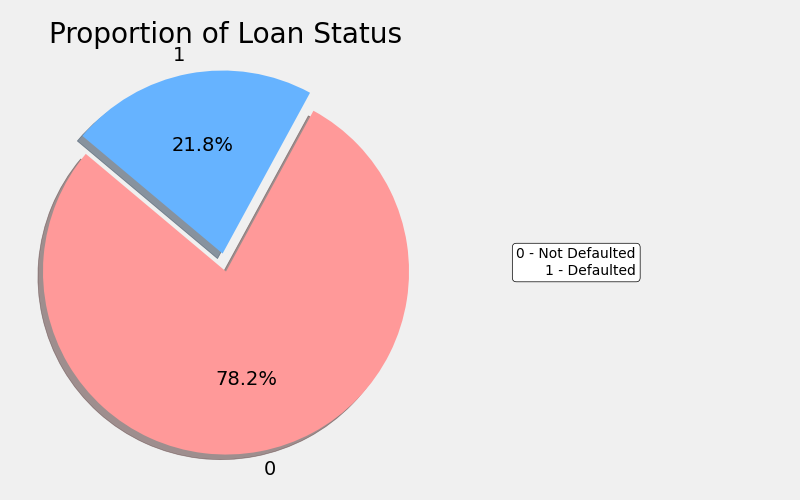 Proportion of Loan Status
1
21.8%
0 - Not Defaulted
1 - Defaulted
78.2%
0